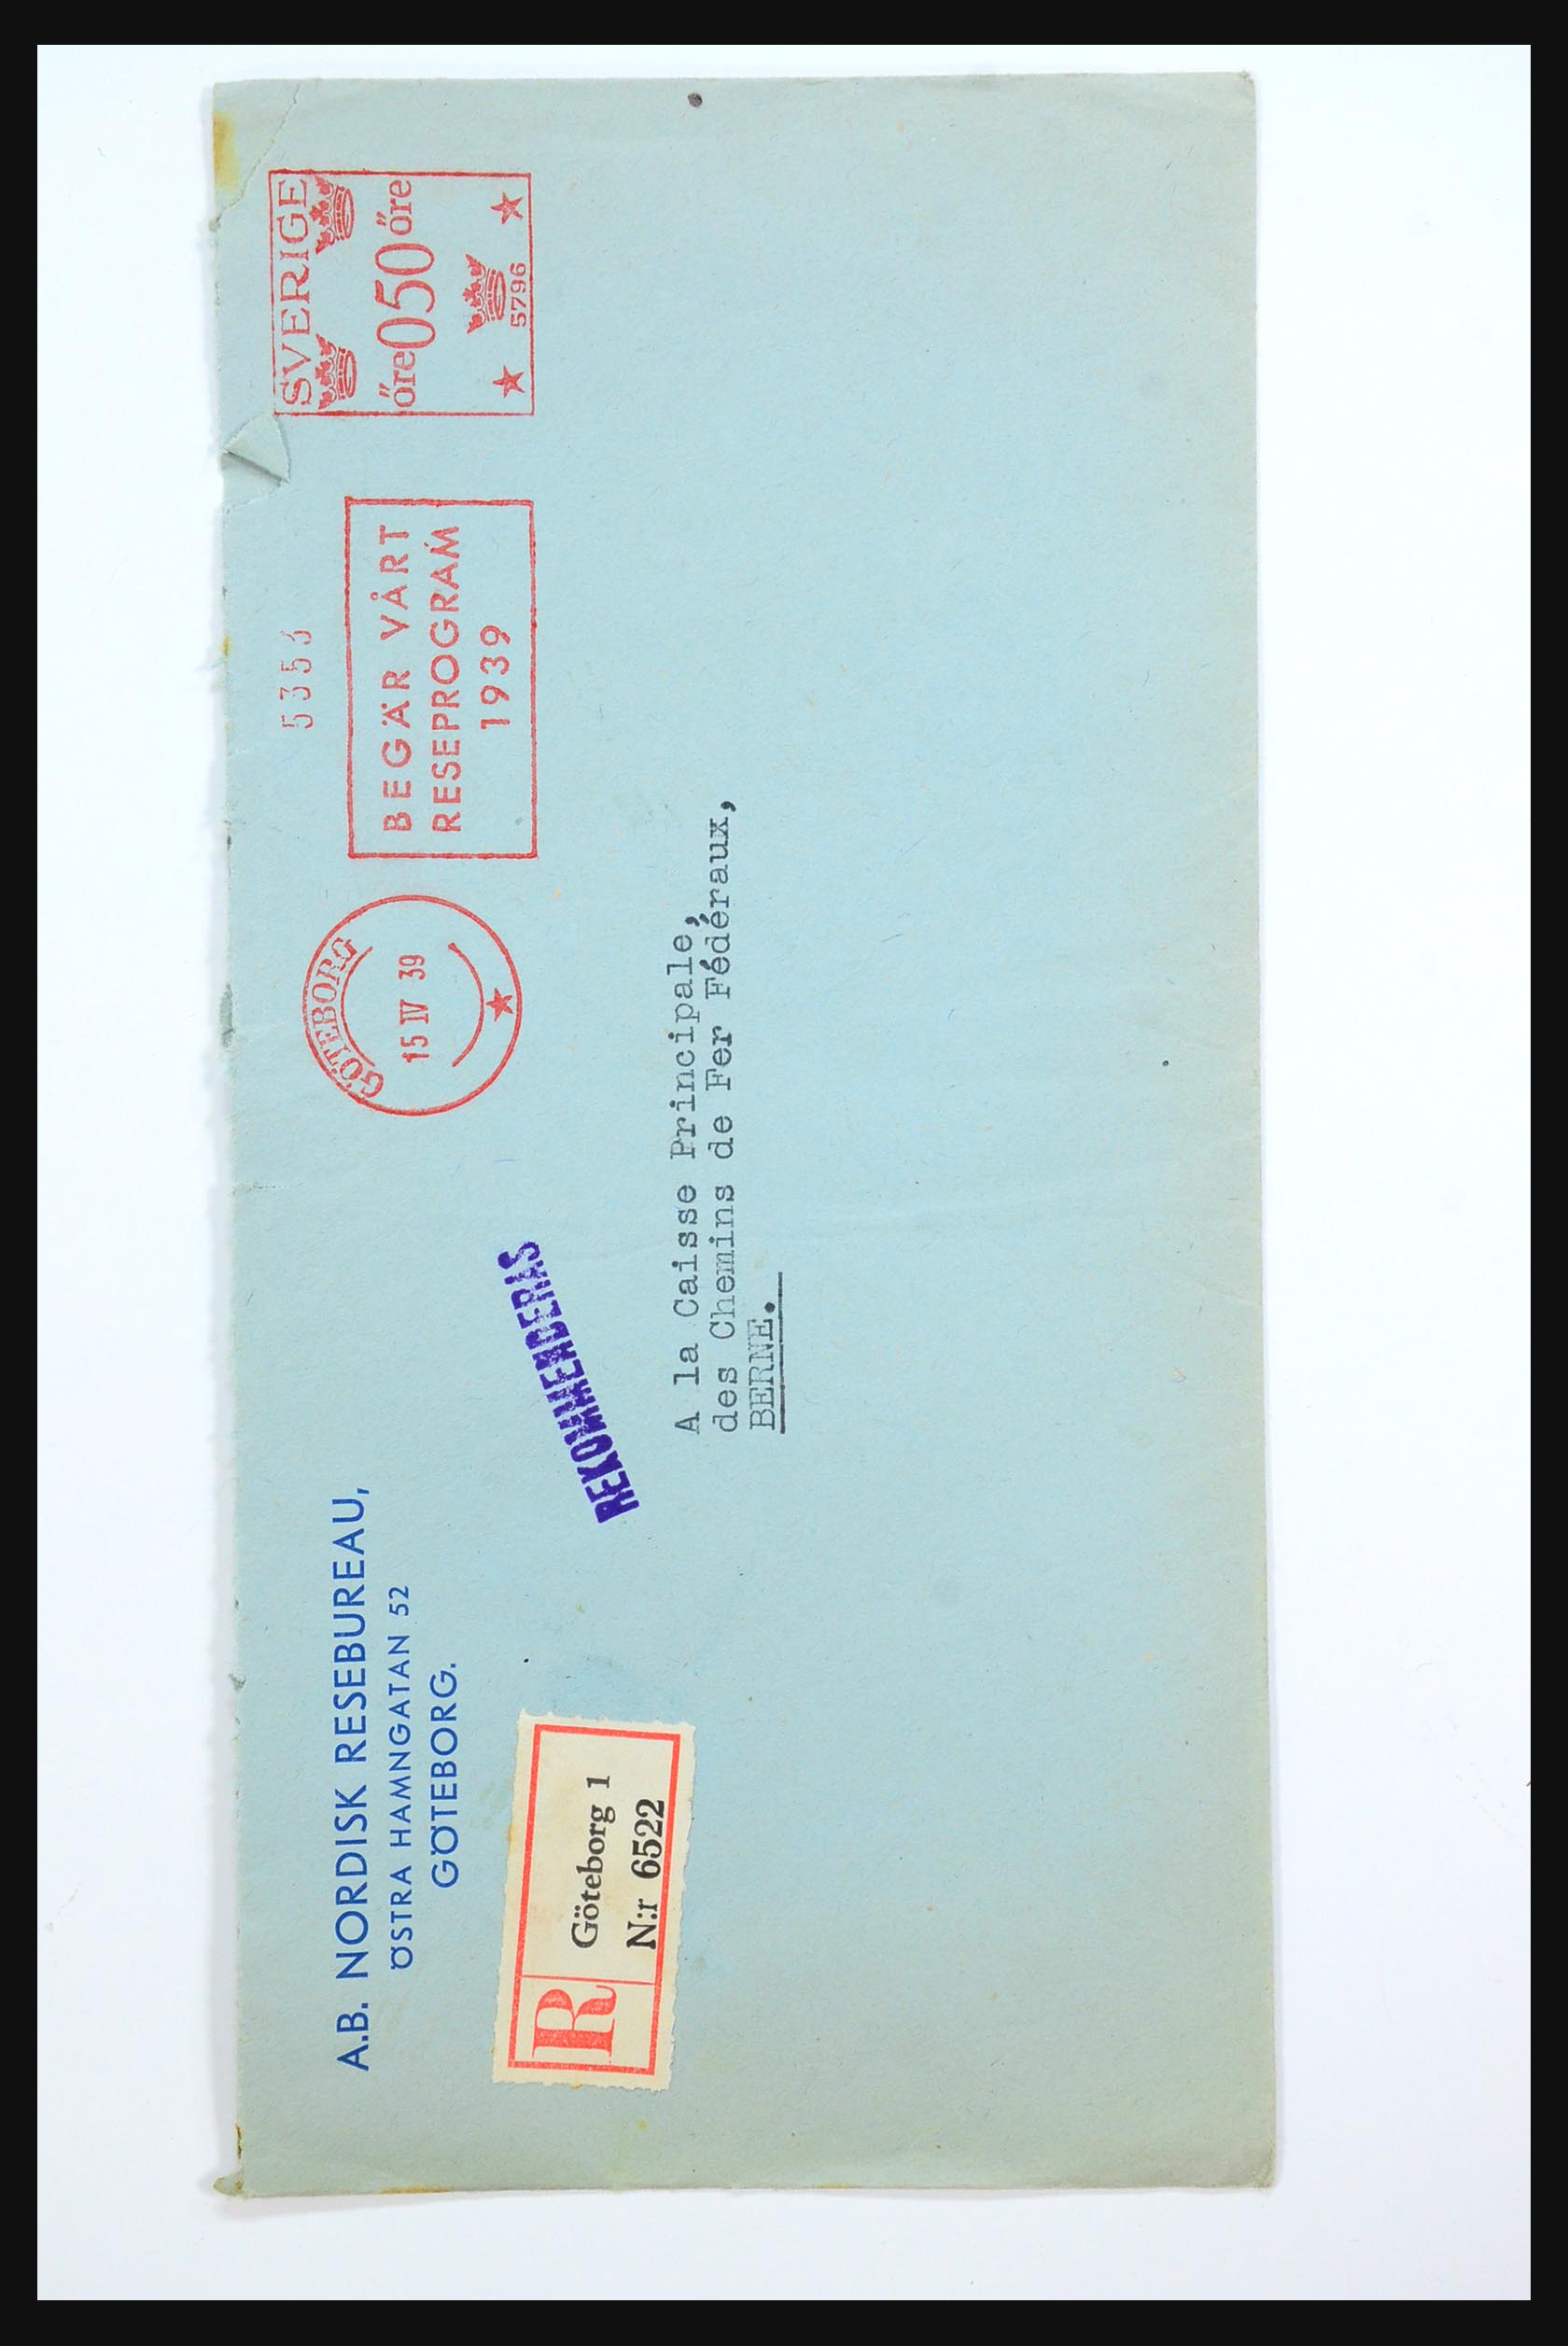 A.B. NORDISK RESEBUREAU,
ÖSTRA HAMNGATAN 52
GÖTEBORG.
GÖTEBORG
15 IV 39
5353
BEGÄR VÅRT
RESEPROGRAM
1939
SVERIGE
öre 050 öre
5796
REKOMMENDERAS
R
Göteborg 1
N:r 6522
A la Caisse Principale,
des Chemins de Fer Fédéraux,
BERNE.